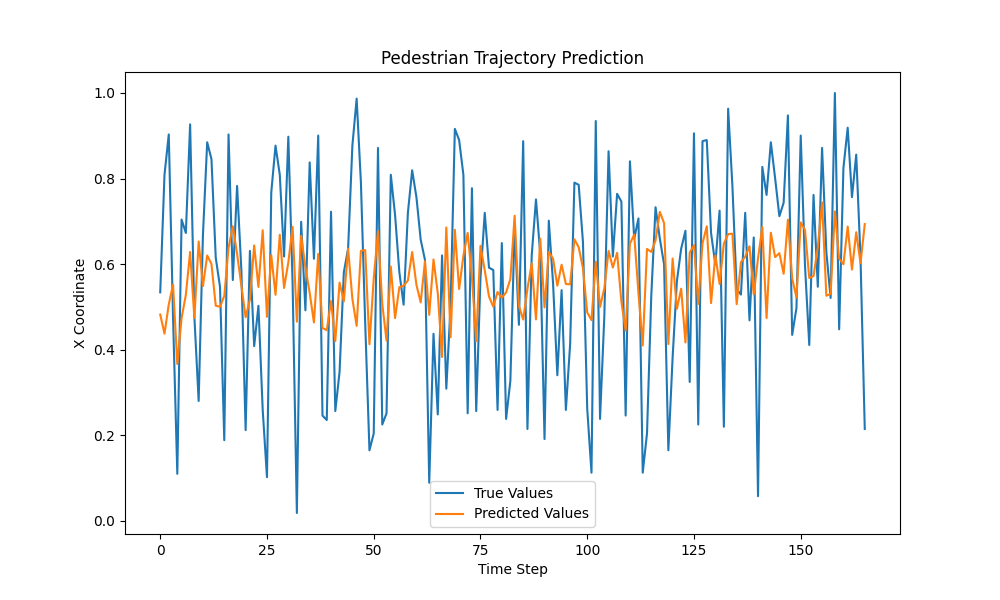 Pedestrian Trajectory Prediction
1.0
0.8
0.6
0.4
0.2
0.0
X Coordinate
True Values
Predicted Values
0 25 50 75 100 125 150
Time Step